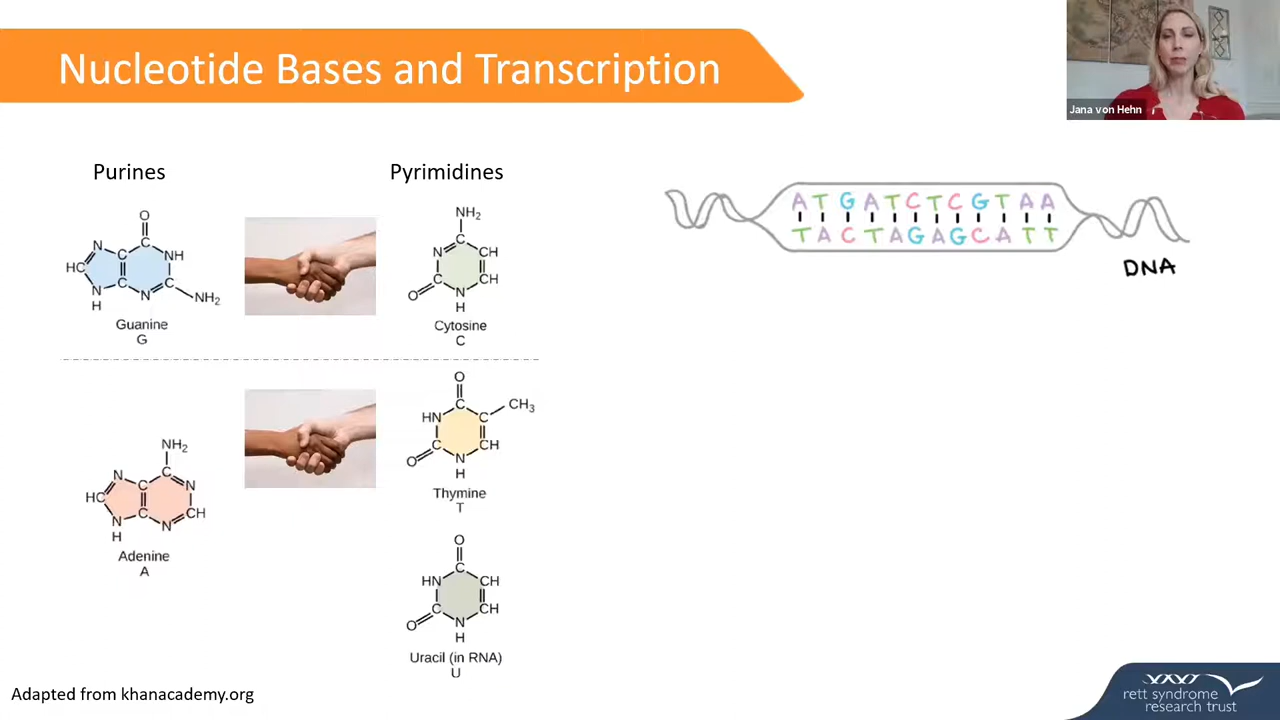 Nucleotide Bases and Transcription
Jana von Hehn
Purines
Pyrimidines
O
C
N
C
NH
HC
C
N
H
N
C
NH₂
Guanine
G
NH₂
C
N
CH
C
CH
O
N
H
Cytosine
C
NH₂
C
N
C
N
HC
C
CH
N
H
N
Adenine
A
O
C
CH₃
HN
C
C
CH
O
N
H
Thymine
T
O
C
HN
CH
C
CH
O
N
H
Uracil (in RNA)
U
A T G A T C T C G T A A
T A C T A G A G C A T T
DNA
Adapted from khanacademy.org
rett syndrome
research trust